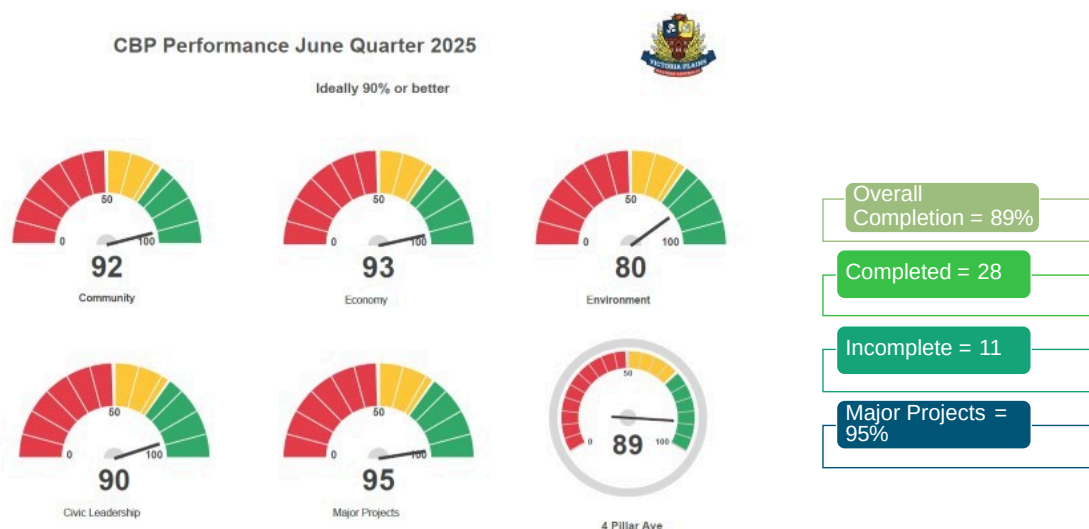 CBP Performance June Quarter 2025
VICTORIA PLAINS
Ideally 90% or better
50
0
100
92
Community
50
0
100
93
Economy
50
0
100
80
Environment
50
0
100
90
Civic Leadership
50
0
100
95
Major Projects
50
0
100
89
4 Pillar Ave
Overall
Completion = 89%
Completed = 28
Incomplete = 11
Major Projects =
95%